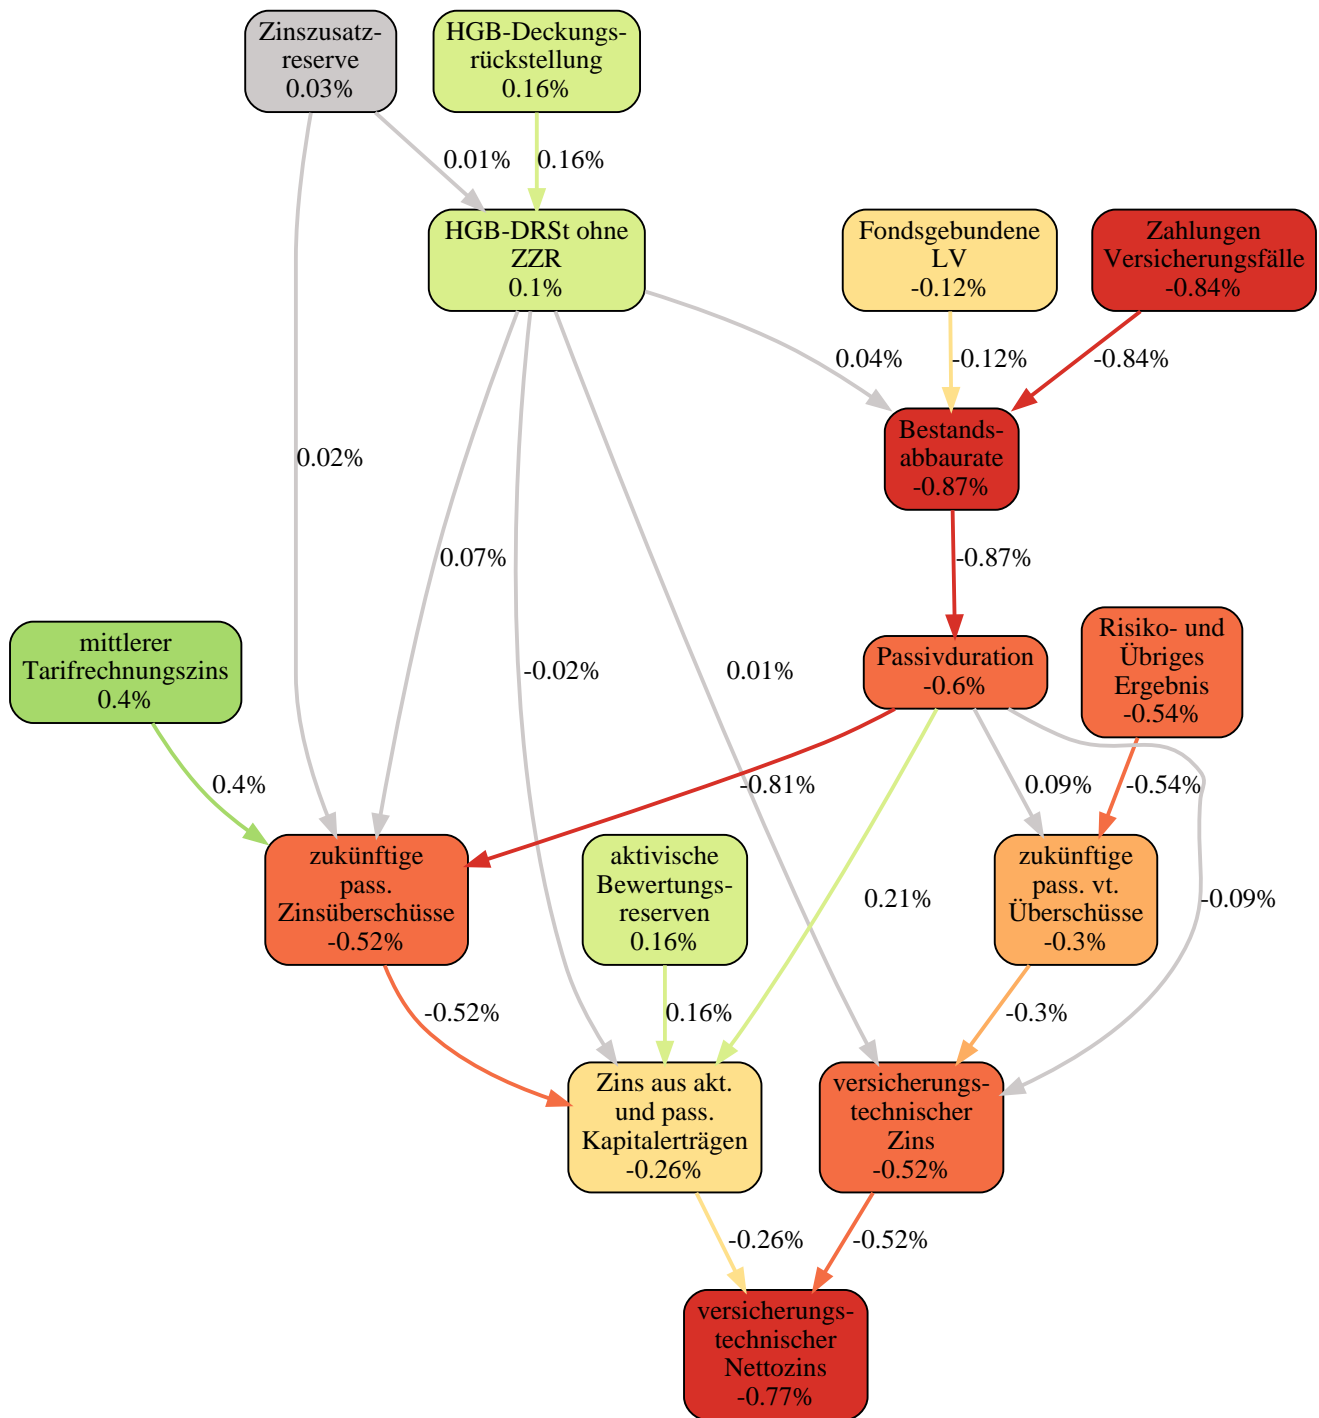 Zinszusatz-
reserve
0.03%
HGB-Deckungs-
rückstellung
0.16%
0.01%
0.16%
HGB-DRSt ohne
ZZR
0.1%
Fondsgebundene
LV
-0.12%
Zahlungen
Versicherungsfälle
-0.84%
0.04%
-0.12%
-0.84%
Bestands-
abbaurate
-0.87%
0.02%
0.07%
-0.87%
mittlerer
Tarifrechnungszins
0.4%
-0.02%
0.01%
Passivduration
-0.6%
Risiko- und
Übriges
Ergebnis
-0.54%
0.4%
-0.81%
0.09%
-0.54%
zukünftige
pass.
Zinsüberschüsse
-0.52%
aktivische
Bewertungs-
reserven
0.16%
0.21%
zukünftige
pass. vt.
Überschüsse
-0.3%
-0.09%
-0.52%
0.16%
-0.3%
Zins aus akt.
und pass.
Kapitalerträgen
-0.26%
versicherungs-
technischer
Zins
-0.52%
-0.26%
-0.52%
versicherungs-
technischer
Nettozins
-0.77%